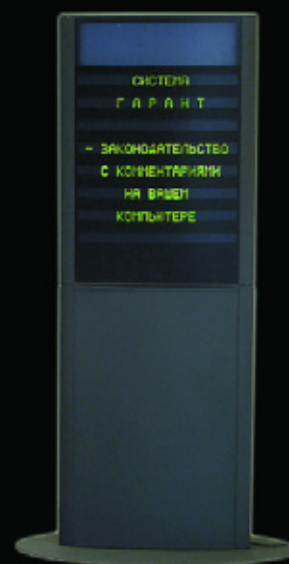 СИСТЕМА
ГАРАНТ
- ЗАКОНОДАТЕЛЬСТВО
С КОММЕНТАРИЯМИ
НА ВАШЕМ
КОМПЬЮТЕРЕ